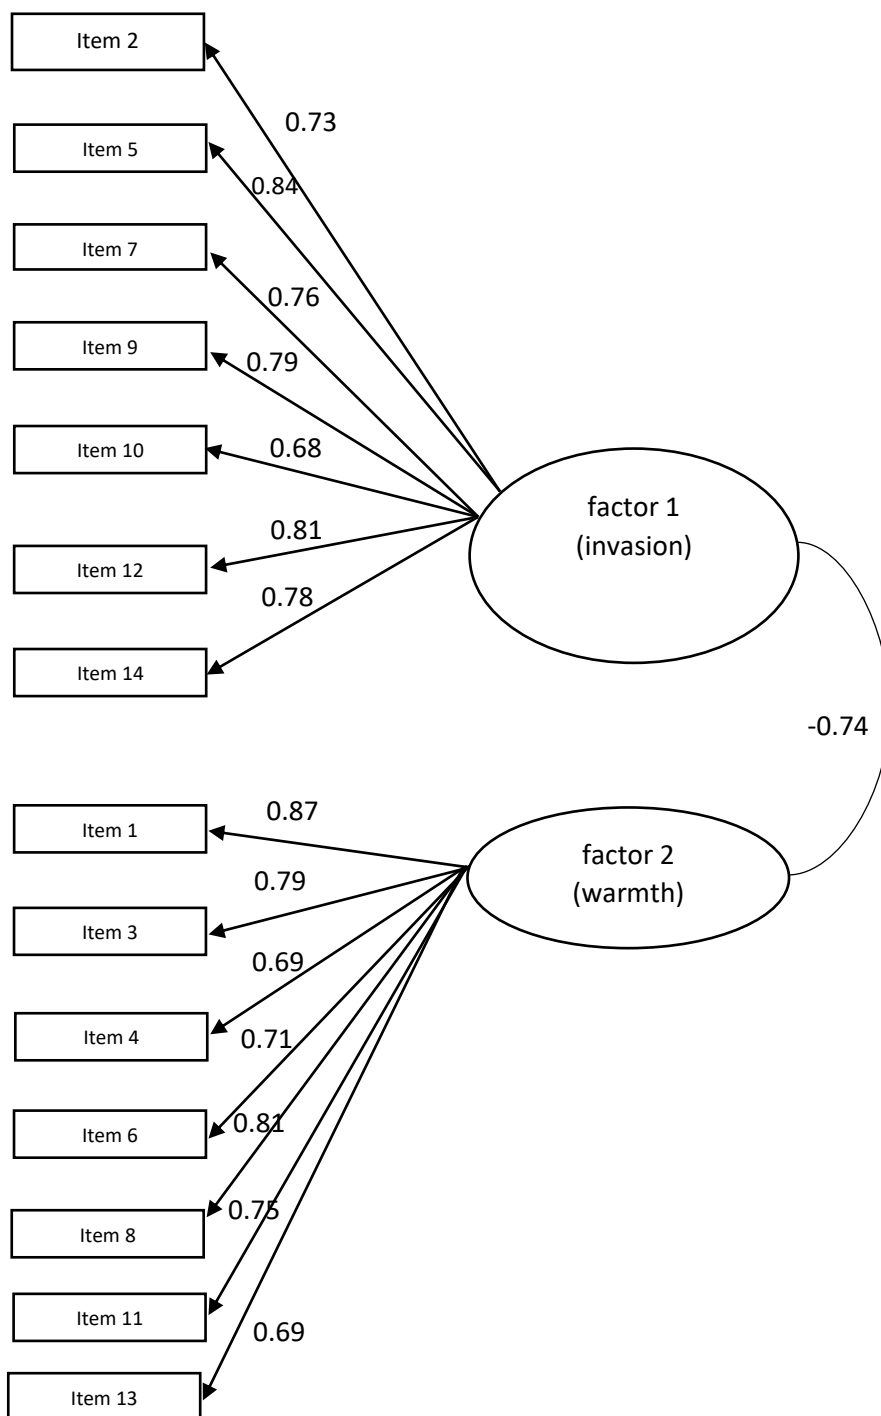 Item 2
0.73
Item 5
0.84
Item 7
0.76
Item 9
0.79
Item 10
0.68
factor 1
(invasion)
0.81
Item 12
0.78
Item 14
-0.74
Item 1
0.87
factor 2
(warmth)
0.79
Item 3
0.69
Item 4
0.71
Item 6
0.81
Item 8
0.75
Item 11
0.69
Item 13